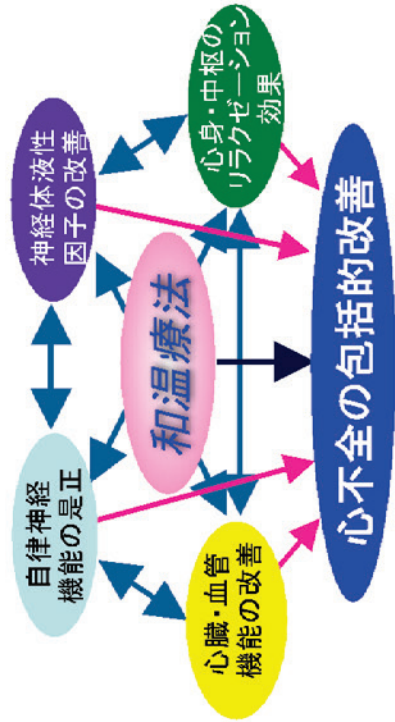 自律神経
機能の是正
神経体液性
因子の改善
和温療法
心臓・血管
機能の改善
心身・中枢の
リラクゼーション
効果
心不全の包括的改善